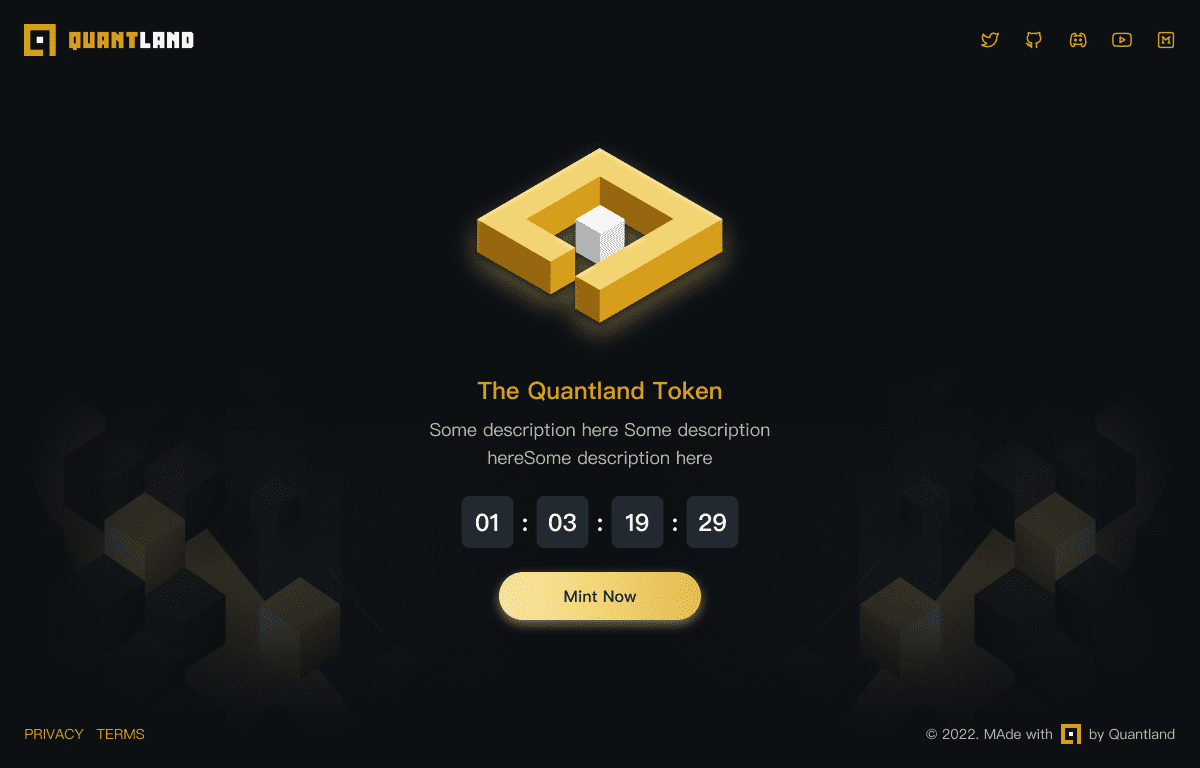 QUANTLAND
The Quantland Token
Some description here Some description
hereSome description here
01 : 03 : 19 : 29
Mint Now
PRIVACY TERMS
© 2022. MAde with by Quantland